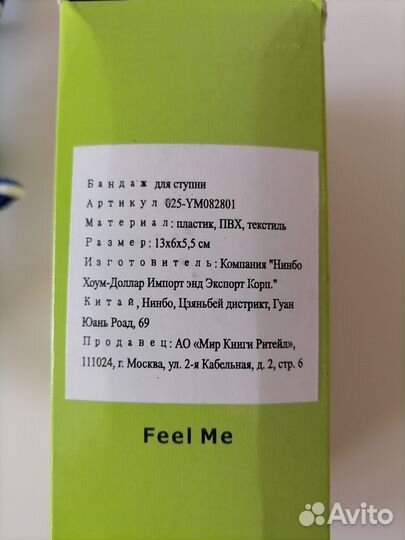 Бандаж для ступни
Артикул 025-YM082801
Материал: пластик, ПВХ, текстиль
Размер: 13х6х5,5 см
Изготовитель: Компания "Нинбо
Хоум-Доллар Импорт энд Экспорт Корп."
Китай, Нинбо, Цзяньбей дистрикт, Гуан
Юань Роад, 69
Продавец: АО «Мир Книги Ритейл»,
111024, г. Москва, ул. 2-я Кабельная, д. 2, стр. 6
Feel Me
Avito